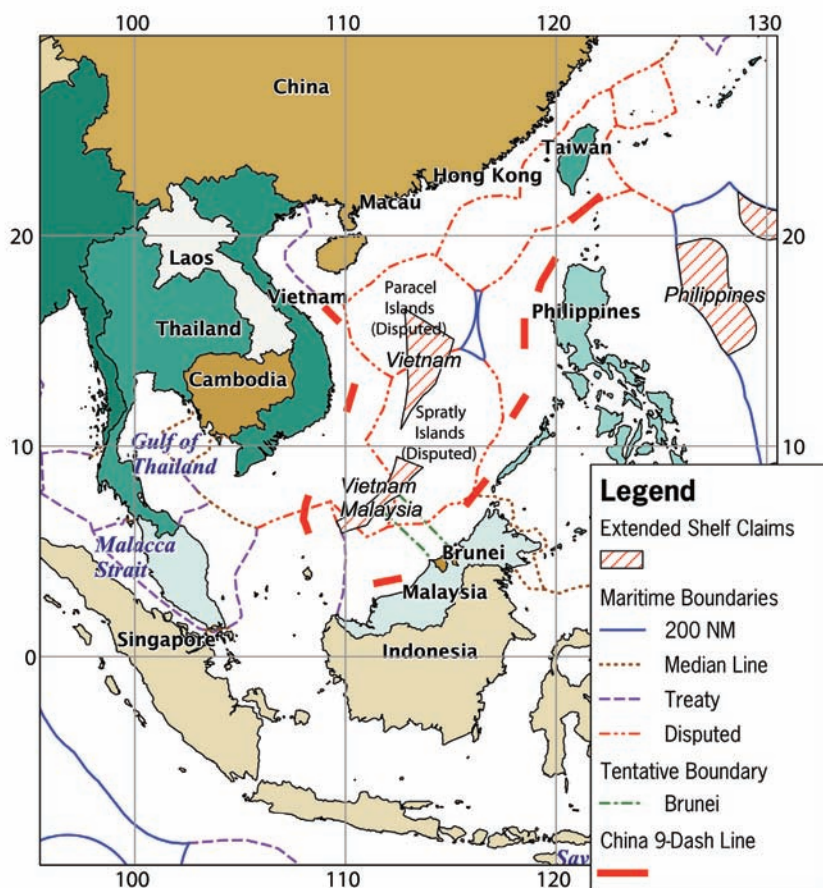 100
110
120
130
China
Taiwan
Hong Kong
Macau
20
20
Laos
Vietnam
Paracel
Islands
(Disputed)
Philippines
Philippines
Thailand
Vietnam
Cambodia
Spratly
Islands
(Disputed)
10
10
Gulf of
Thailand
Vietnam
Malaysia
Malacca
Strait
Brunei
Malaysia
Singapore
Indonesia
0
Legend
Extended Shelf Claims
Maritime Boundaries
200 NM
Median Line
Treaty
Disputed
Tentative Boundary
Brunei
China 9-Dash Line
Sav
100
110
120